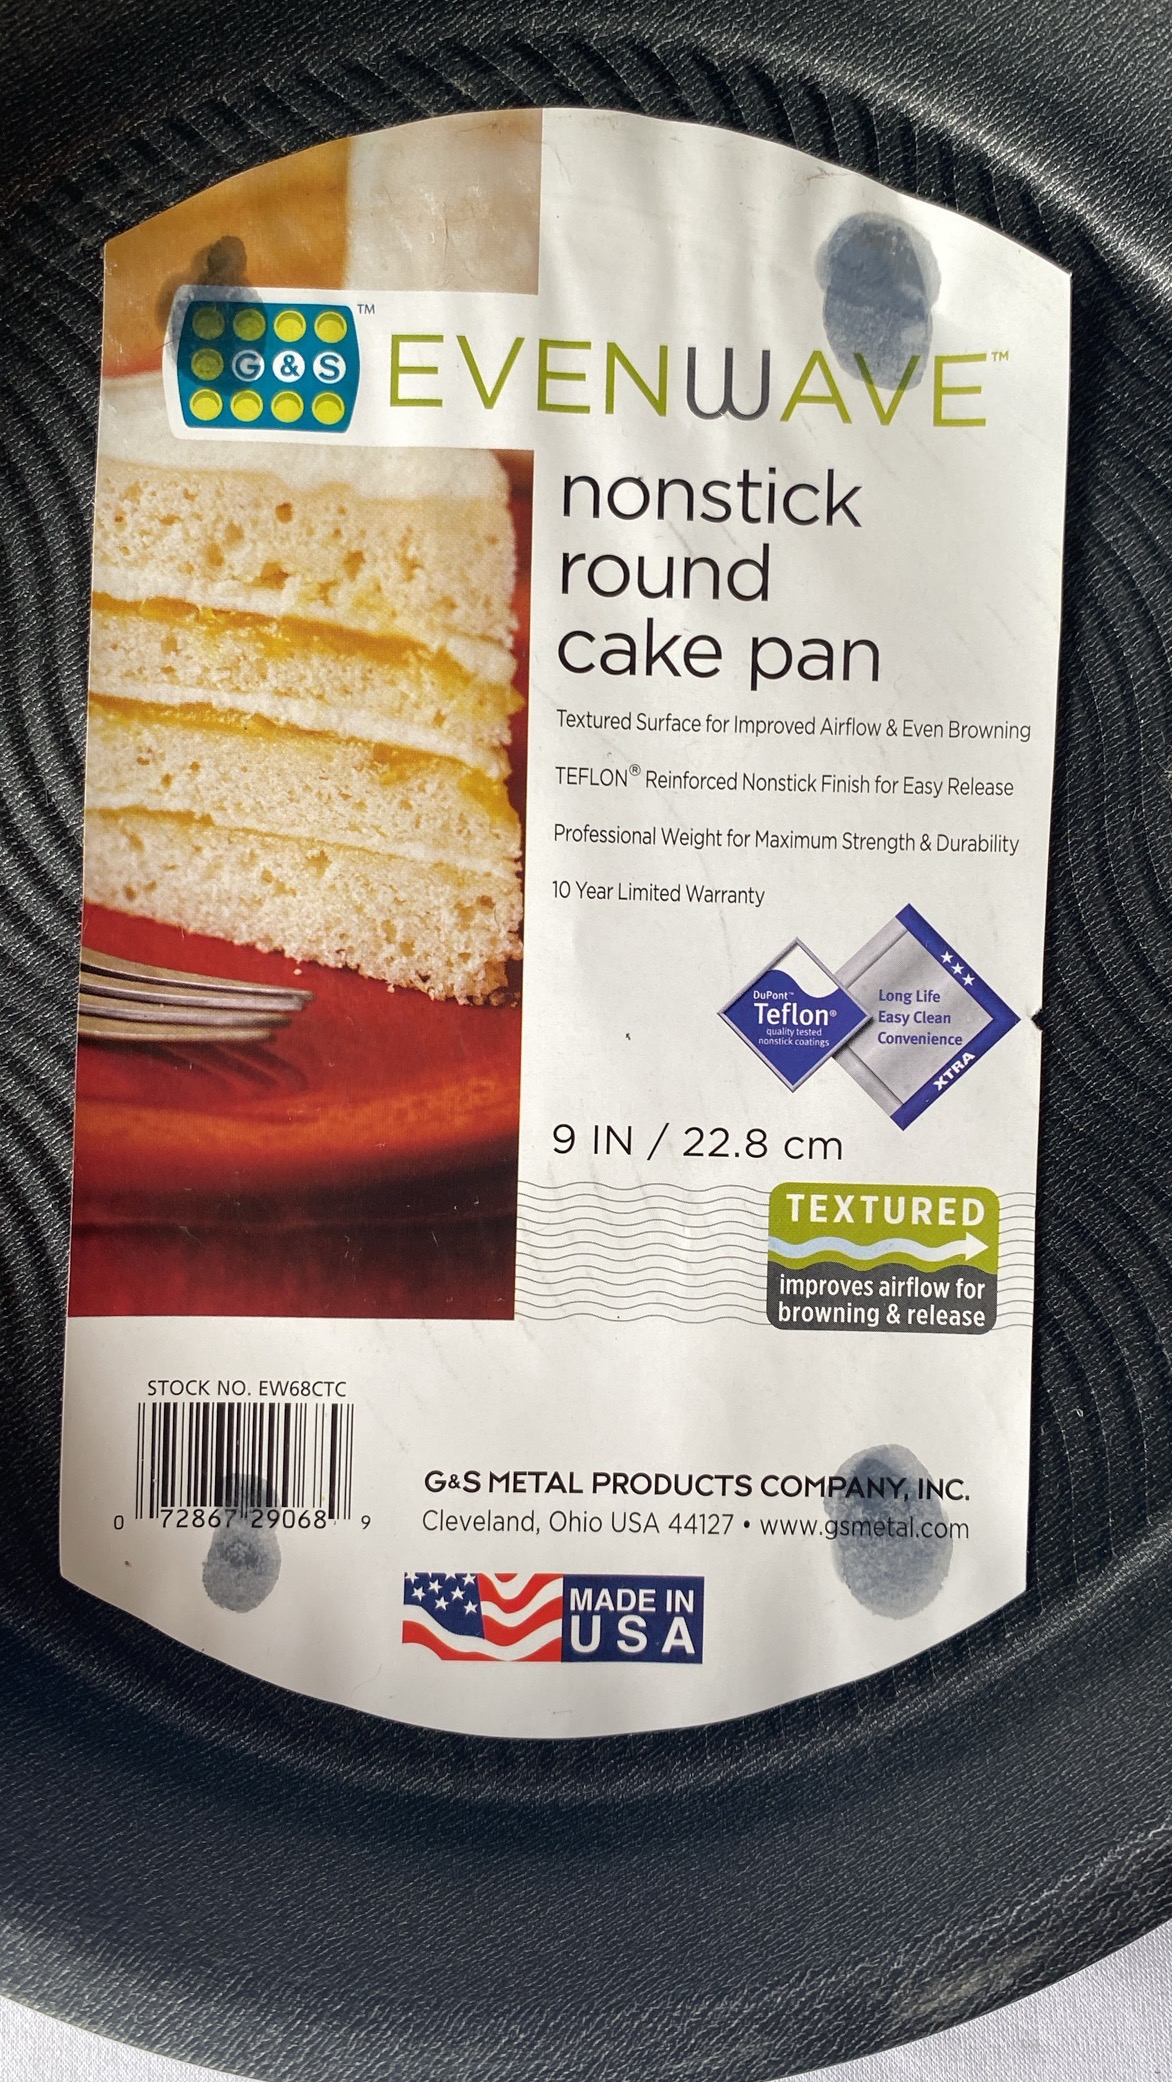 G&S™
EVENWAVE™
nonstick
round
cake pan
Textured Surface for Improved Airflow & Even Browning
TEFLON® Reinforced Nonstick Finish for Easy Release
Professional Weight for Maximum Strength & Durability
10 Year Limited Warranty
DuPont™
Teflon®
quality tested
nonstick coatings
Long Life
Easy Clean
Convenience
XTRA
9 IN / 22.8 cm
TEXTURED
improves airflow for
browning & release
STOCK NO. EW68CTC
0 72867 29068 9
G&S METAL PRODUCTS COMPANY, INC.
Cleveland, Ohio USA 44127 • www.gsmetal.com
MADE IN
USA